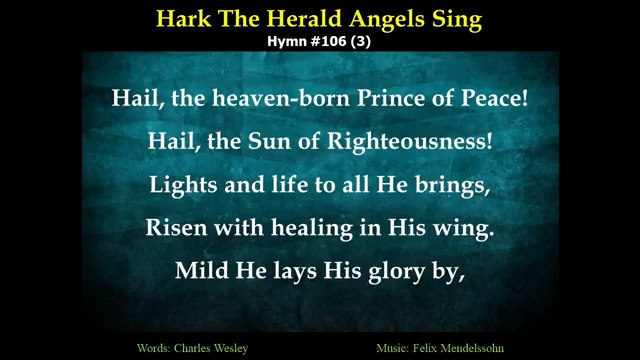 Hark The Herald Angels Sing
Hymn #106 (3)
Hail, the heaven-born Prince of Peace!
Hail, the Sun of Righteousness!
Lights and life to all He brings,
Risen with healing in His wing.
Mild He lays His glory by,
Words: Charles Wesley
Music: Felix Mendelssohn